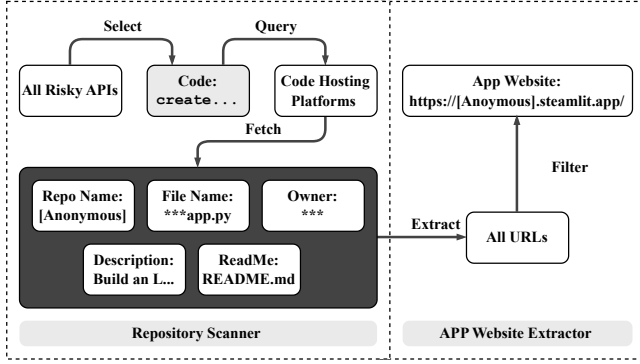 Select
Query
All Risky APIs
Code:
create...
Code Hosting
Platforms
Fetch
Repo Name:
[Anonymous]
File Name:
***app.py
Owner:
***
Description:
Build an L...
ReadMe:
README.md
Repository Scanner
App Website:
https://[Anoymous].steamlit.app/
Filter
Extract
All URLs
APP Website Extractor